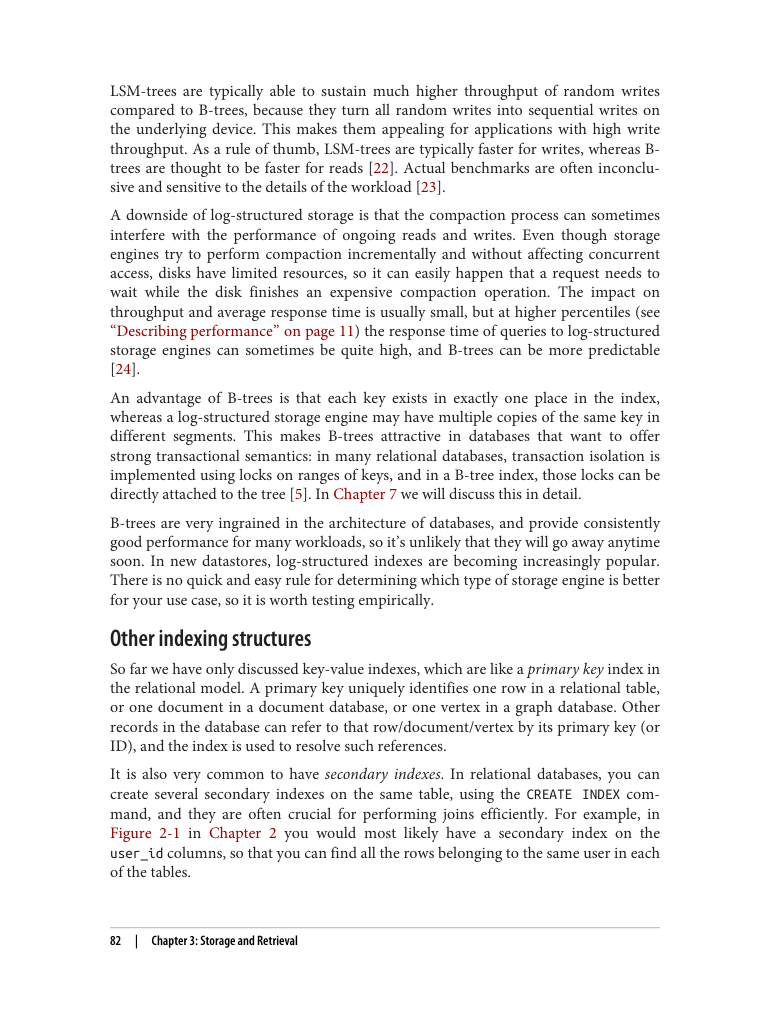 LSM-trees are typically able to sustain much higher throughput of random writes
compared to B-trees, because they turn all random writes into sequential writes on
the underlying device. This makes them appealing for applications with high write
throughput. As a rule of thumb, LSM-trees are typically faster for writes, whereas B-
trees are thought to be faster for reads [22]. Actual benchmarks are often inconclu-
sive and sensitive to the details of the workload [23].
A downside of log-structured storage is that the compaction process can sometimes
interfere with the performance of ongoing reads and writes. Even though storage
engines try to perform compaction incrementally and without affecting concurrent
access, disks have limited resources, so it can easily happen that a request needs to
wait while the disk finishes an expensive compaction operation. The impact on
throughput and average response time is usually small, but at higher percentiles (see
“Describing performance” on page 11) the response time of queries to log-structured
storage engines can sometimes be quite high, and B-trees can be more predictable
[24].
An advantage of B-trees is that each key exists in exactly one place in the index,
whereas a log-structured storage engine may have multiple copies of the same key in
different segments. This makes B-trees attractive in databases that want to offer
strong transactional semantics: in many relational databases, transaction isolation is
implemented using locks on ranges of keys, and in a B-tree index, those locks can be
directly attached to the tree [5]. In Chapter 7 we will discuss this in detail.
B-trees are very ingrained in the architecture of databases, and provide consistently
good performance for many workloads, so it’s unlikely that they will go away anytime
soon. In new datastores, log-structured indexes are becoming increasingly popular.
There is no quick and easy rule for determining which type of storage engine is better
for your use case, so it is worth testing empirically.
Other indexing structures
So far we have only discussed key-value indexes, which are like a primary key index in
the relational model. A primary key uniquely identifies one row in a relational table,
or one document in a document database, or one vertex in a graph database. Other
records in the database can refer to that row/document/vertex by its primary key (or
ID), and the index is used to resolve such references.
It is also very common to have secondary indexes. In relational databases, you can
create several secondary indexes on the same table, using the CREATE INDEX com-
mand, and they are often crucial for performing joins efficiently. For example, in
Figure 2-1 in Chapter 2 you would most likely have a secondary index on the
user_id columns, so that you can find all the rows belonging to the same user in each
of the tables.
82 | Chapter 3: Storage and Retrieval